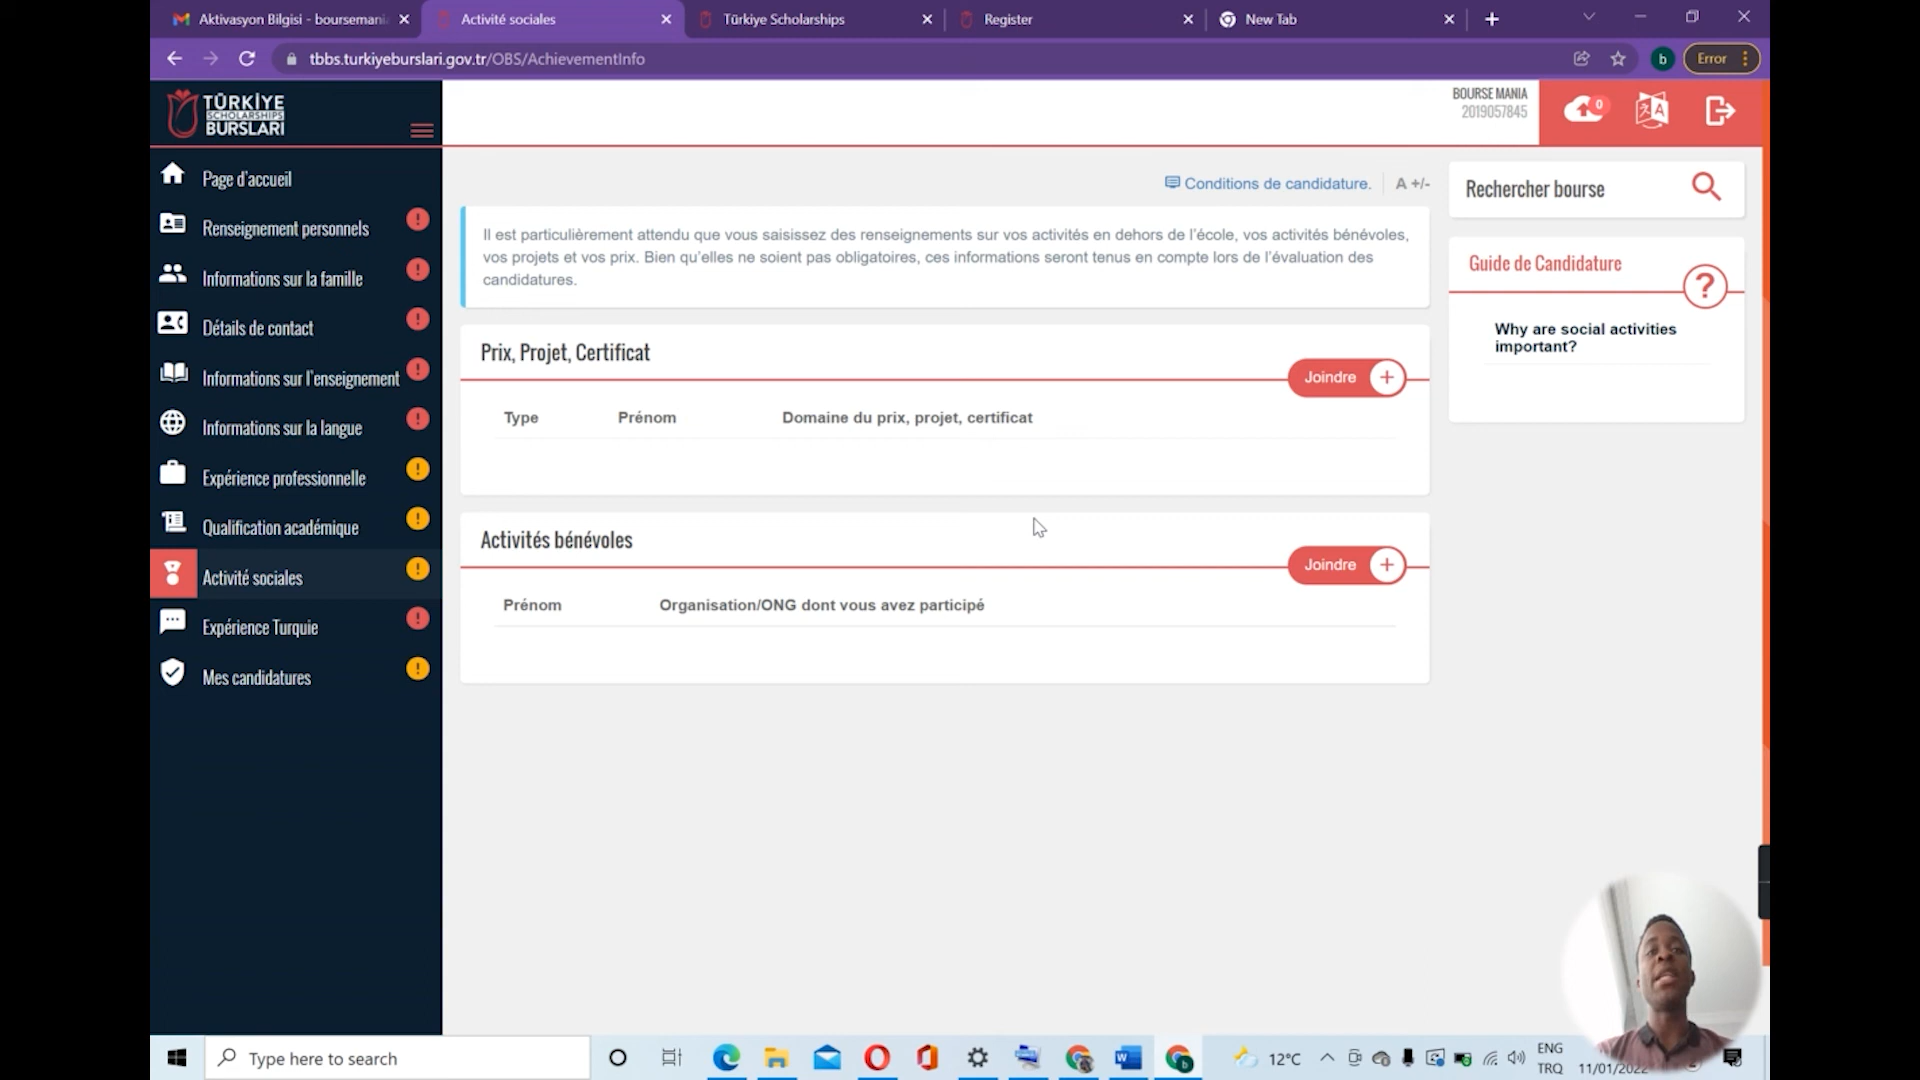 Aktivasyon Bilgisi - boursemani
Activité sociales
Türkiye Scholarships
Register
New Tab
tbbs.turkiyeburslari.gov.tr/OBS/AchievementInfo
b
Error
TÜRKİYE
SCHOLARSHIPS
BURSLARI
BOURSE MANIA
2019057845
0
Page d'accueil
Renseignement personnels
Informations sur la famille
Détails de contact
Informations sur l'enseignement
Informations sur la langue
Expérience professionnelle
Qualification académique
Activité sociales
Expérience Turquie
Mes candidatures
Conditions de candidature.
A +/-
Il est particulièrement attendu que vous saisissez des renseignements sur vos activités en dehors de l'école, vos activités bénévoles,
vos projets et vos prix. Bien qu'elles ne soient pas obligatoires, ces informations seront tenus en compte lors de l'évaluation des
candidatures.
Prix, Projet, Certificat
Joindre +
Type Prénom Domaine du prix, projet, certificat
Activités bénévoles
Joindre +
Prénom Organisation/ONG dont vous avez participé
Rechercher bourse
Guide de Candidature
?
Why are social activities
important?
Type here to search
12°C
ENG
TRQ
11/01/2022